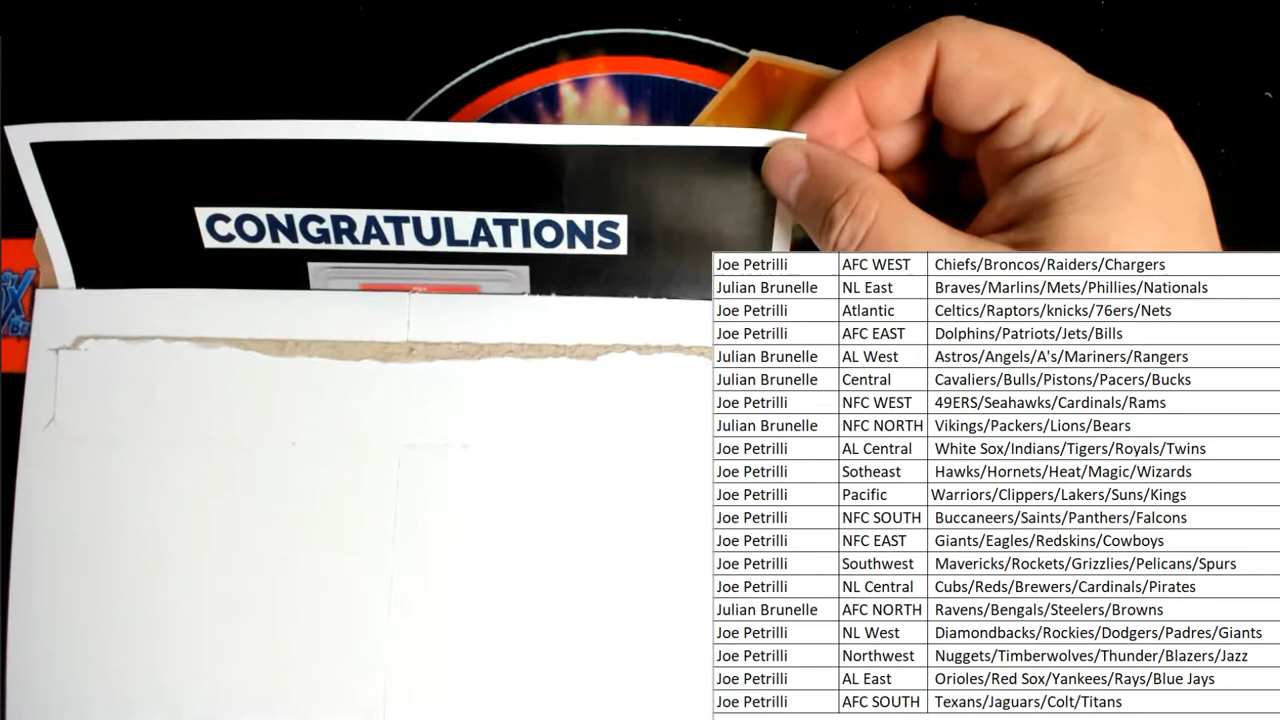 CONGRATULATIONS
Joe Petrilli AFC WEST Chiefs/Broncos/Raiders/Chargers
Julian Brunelle NL East Braves/Marlins/Mets/Phillies/Nationals
Joe Petrilli Atlantic Celtics/Raptors/knicks/76ers/Nets
Joe Petrilli AFC EAST Dolphins/Patriots/Jets/Bills
Julian Brunelle AL West Astros/Angels/A's/Mariners/Rangers
Julian Brunelle Central Cavaliers/Bulls/Pistons/Pacers/Bucks
Joe Petrilli NFC WEST 49ERS/Seahawks/Cardinals/Rams
Julian Brunelle NFC NORTH Vikings/Packers/Lions/Bears
Joe Petrilli AL Central White Sox/Indians/Tigers/Royals/Twins
Joe Petrilli Sotheast Hawks/Hornets/Heat/Magic/Wizards
Joe Petrilli Pacific Warriors/Clippers/Lakers/Suns/Kings
Joe Petrilli NFC SOUTH Buccaneers/Saints/Panthers/Falcons
Joe Petrilli NFC EAST Giants/Eagles/Redskins/Cowboys
Joe Petrilli Southwest Mavericks/Rockets/Grizzlies/Pelicans/Spurs
Joe Petrilli NL Central Cubs/Reds/Brewers/Cardinals/Pirates
Julian Brunelle AFC NORTH Ravens/Bengals/Steelers/Browns
Joe Petrilli NL West Diamondbacks/Rockies/Dodgers/Padres/Giants
Joe Petrilli Northwest Nuggets/Timberwolves/Thunder/Blazers/Jazz
Joe Petrilli AL East Orioles/Red Sox/Yankees/Rays/Blue Jays
Joe Petrilli AFC SOUTH Texans/Jaguars/Colt/Titans